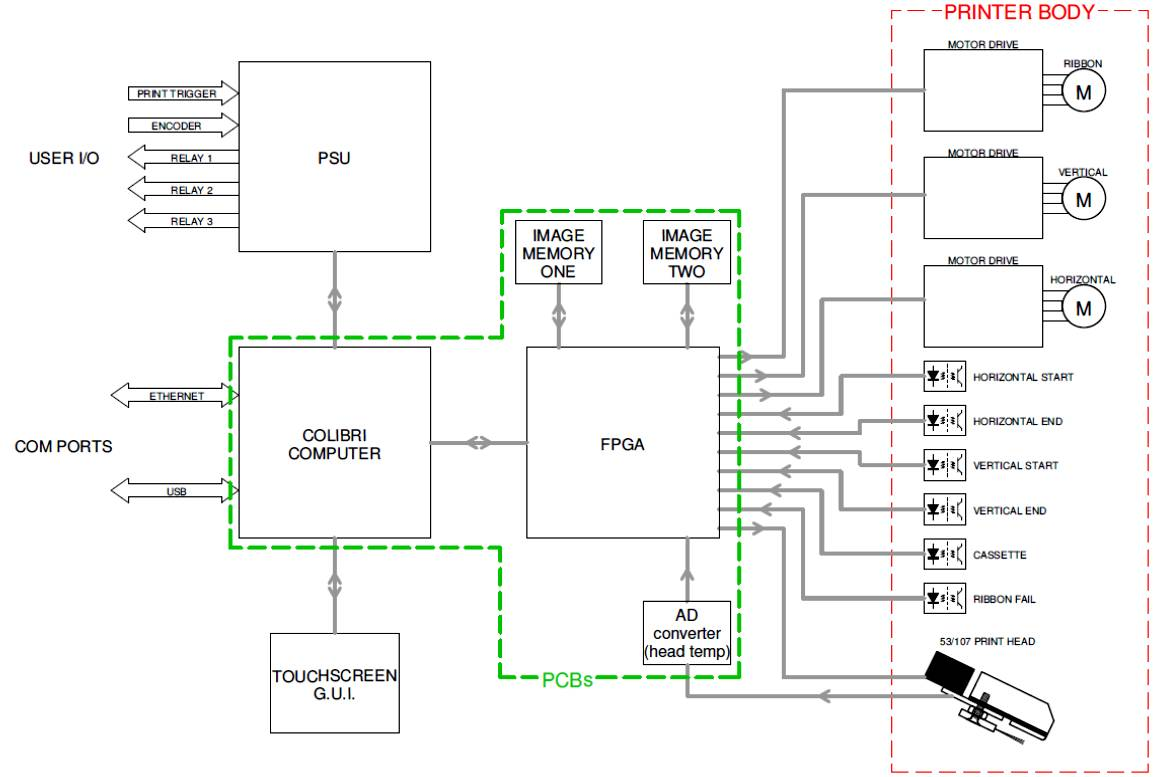 PRINTER BODY
MOTOR DRIVE
RIBBON
M
PRINT TRIGGER
ENCODER
USER I/O
RELAY 1
RELAY 2
RELAY 3
PSU
MOTOR DRIVE
VERTICAL
M
IMAGE
MEMORY
ONE
IMAGE
MEMORY
TWO
MOTOR DRIVE
HORIZONTAL
M
HORIZONTAL START
HORIZONTAL END
VERTICAL START
VERTICAL END
CASSETTE
RIBBON FAIL
ETHERNET
COM PORTS
USB
COLIBRI
COMPUTER
FPGA
AD
converter
(head temp)
53/107 PRINT HEAD
TOUCHSCREEN
G.U.I.
PCBs